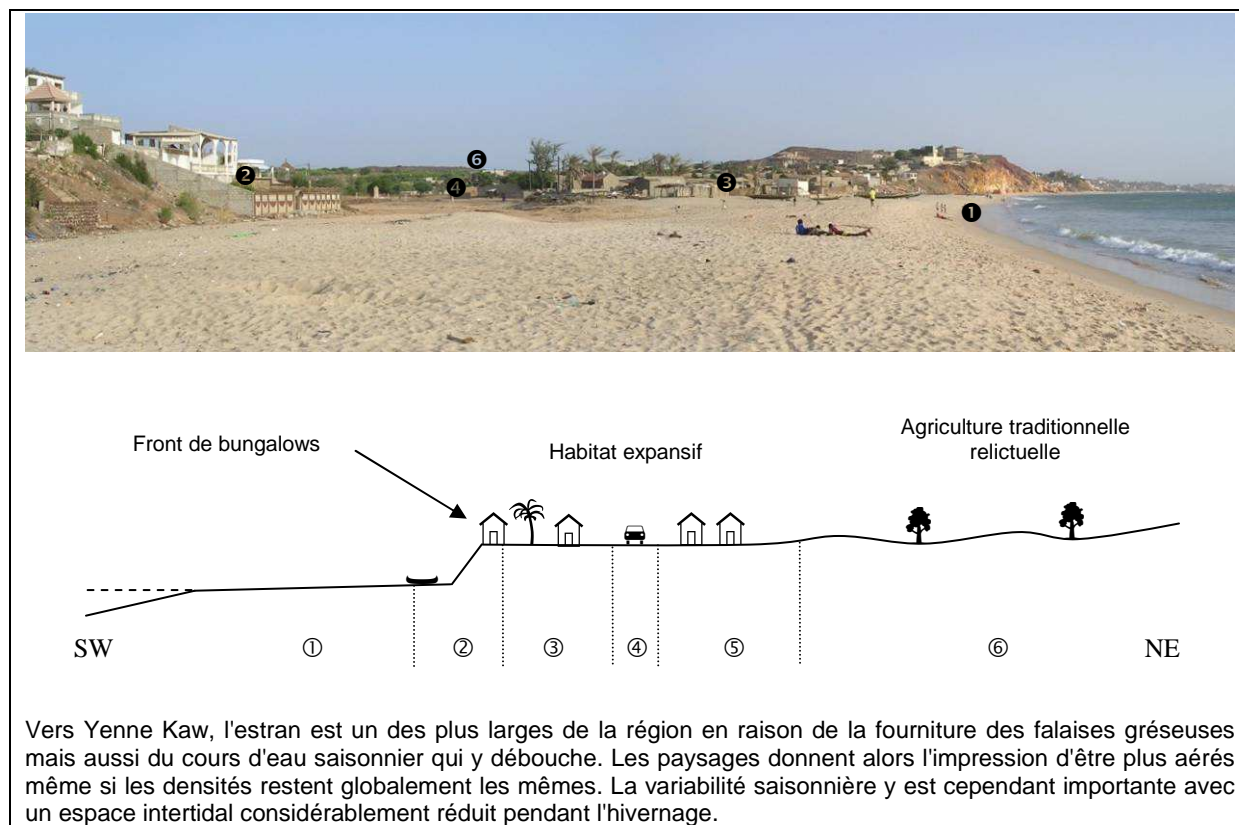 ❷
❻
❹
❸
❶
Front de bungalows
Habitat expansif
Agriculture traditionnelle
relictuelle
SW
①
②
③
④
⑤
⑥
NE
Vers Yenne Kaw, l'estran est un des plus larges de la région en raison de la fourniture des falaises gréseuses
mais aussi du cours d'eau saisonnier qui y débouche. Les paysages donnent alors l'impression d'être plus aérés
même si les densités restent globalement les mêmes. La variabilité saisonnière y est cependant importante avec
un espace intertidal considérablement réduit pendant l'hivernage.